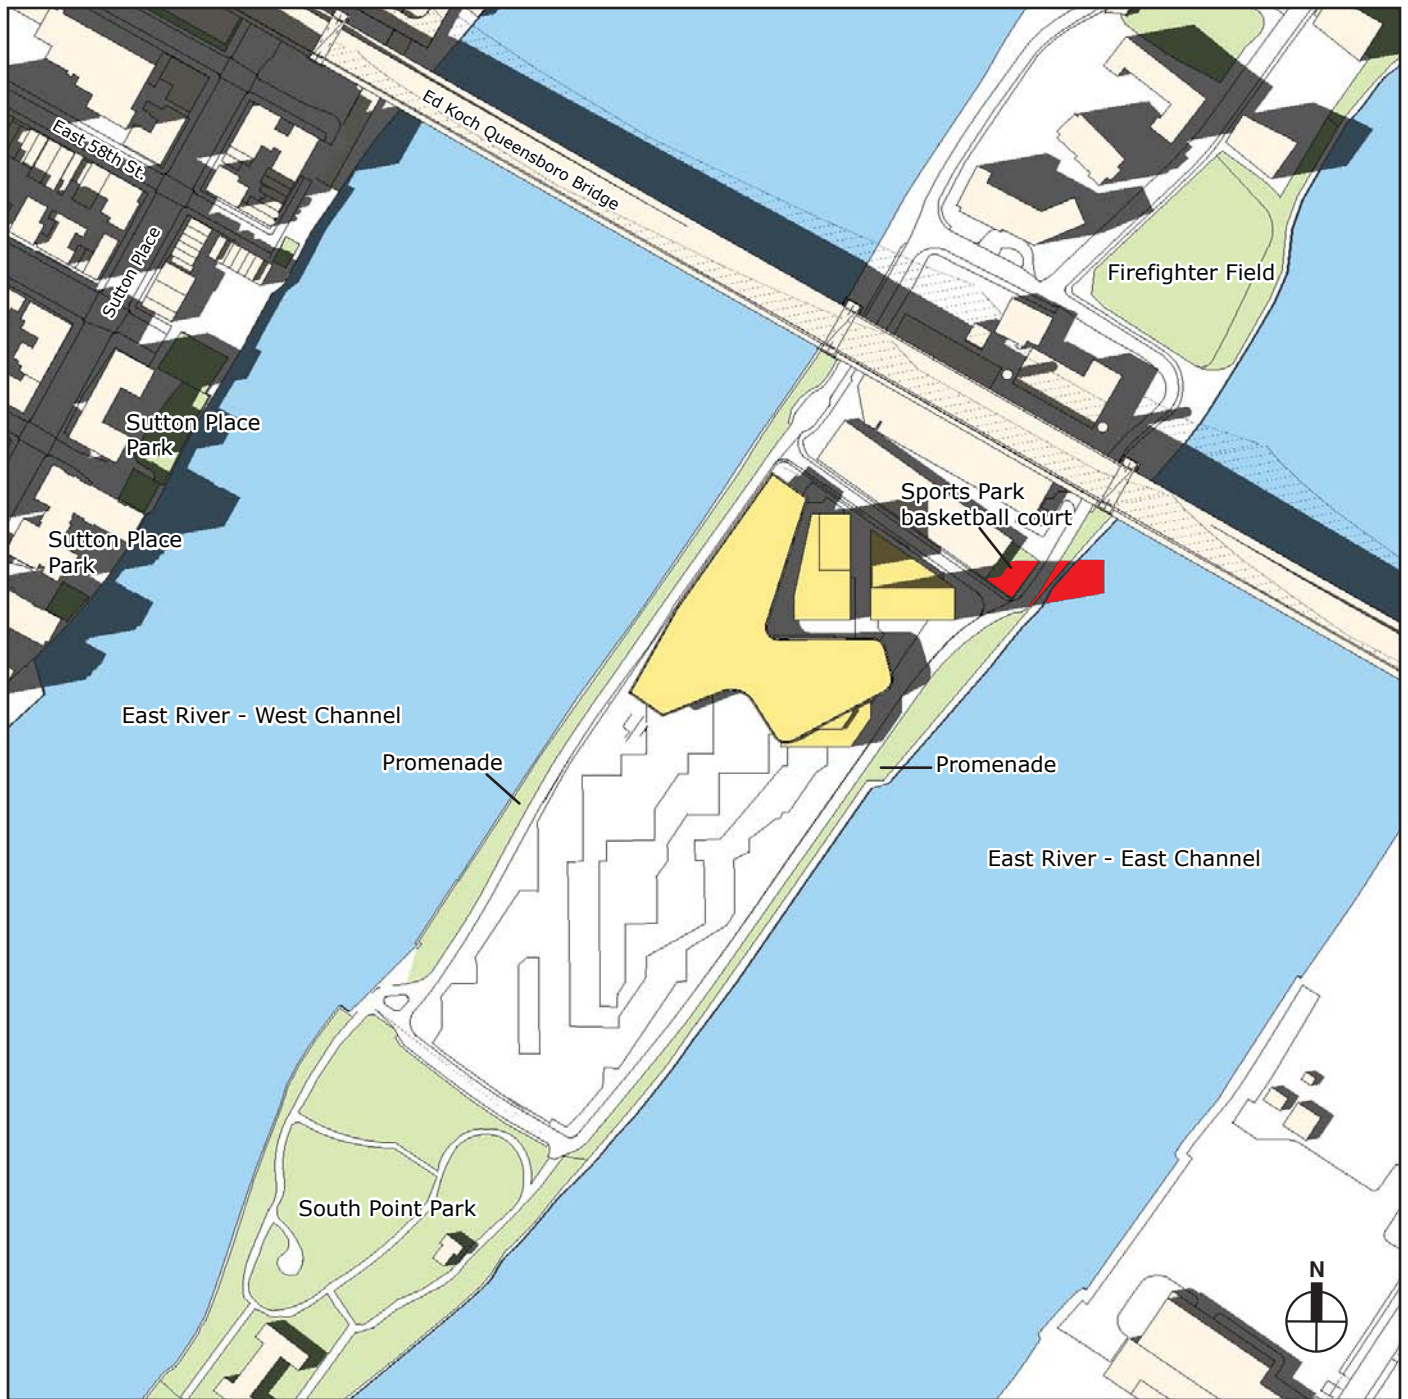 Ed Koch Queensboro Bridge
East 58th St.
Sutton Place
Firefighter Field
Sutton Place
Park
Sports Park
basketball court
Sutton Place
Park
East River - West Channel
Promenade
Promenade
East River - East Channel
South Point Park
N